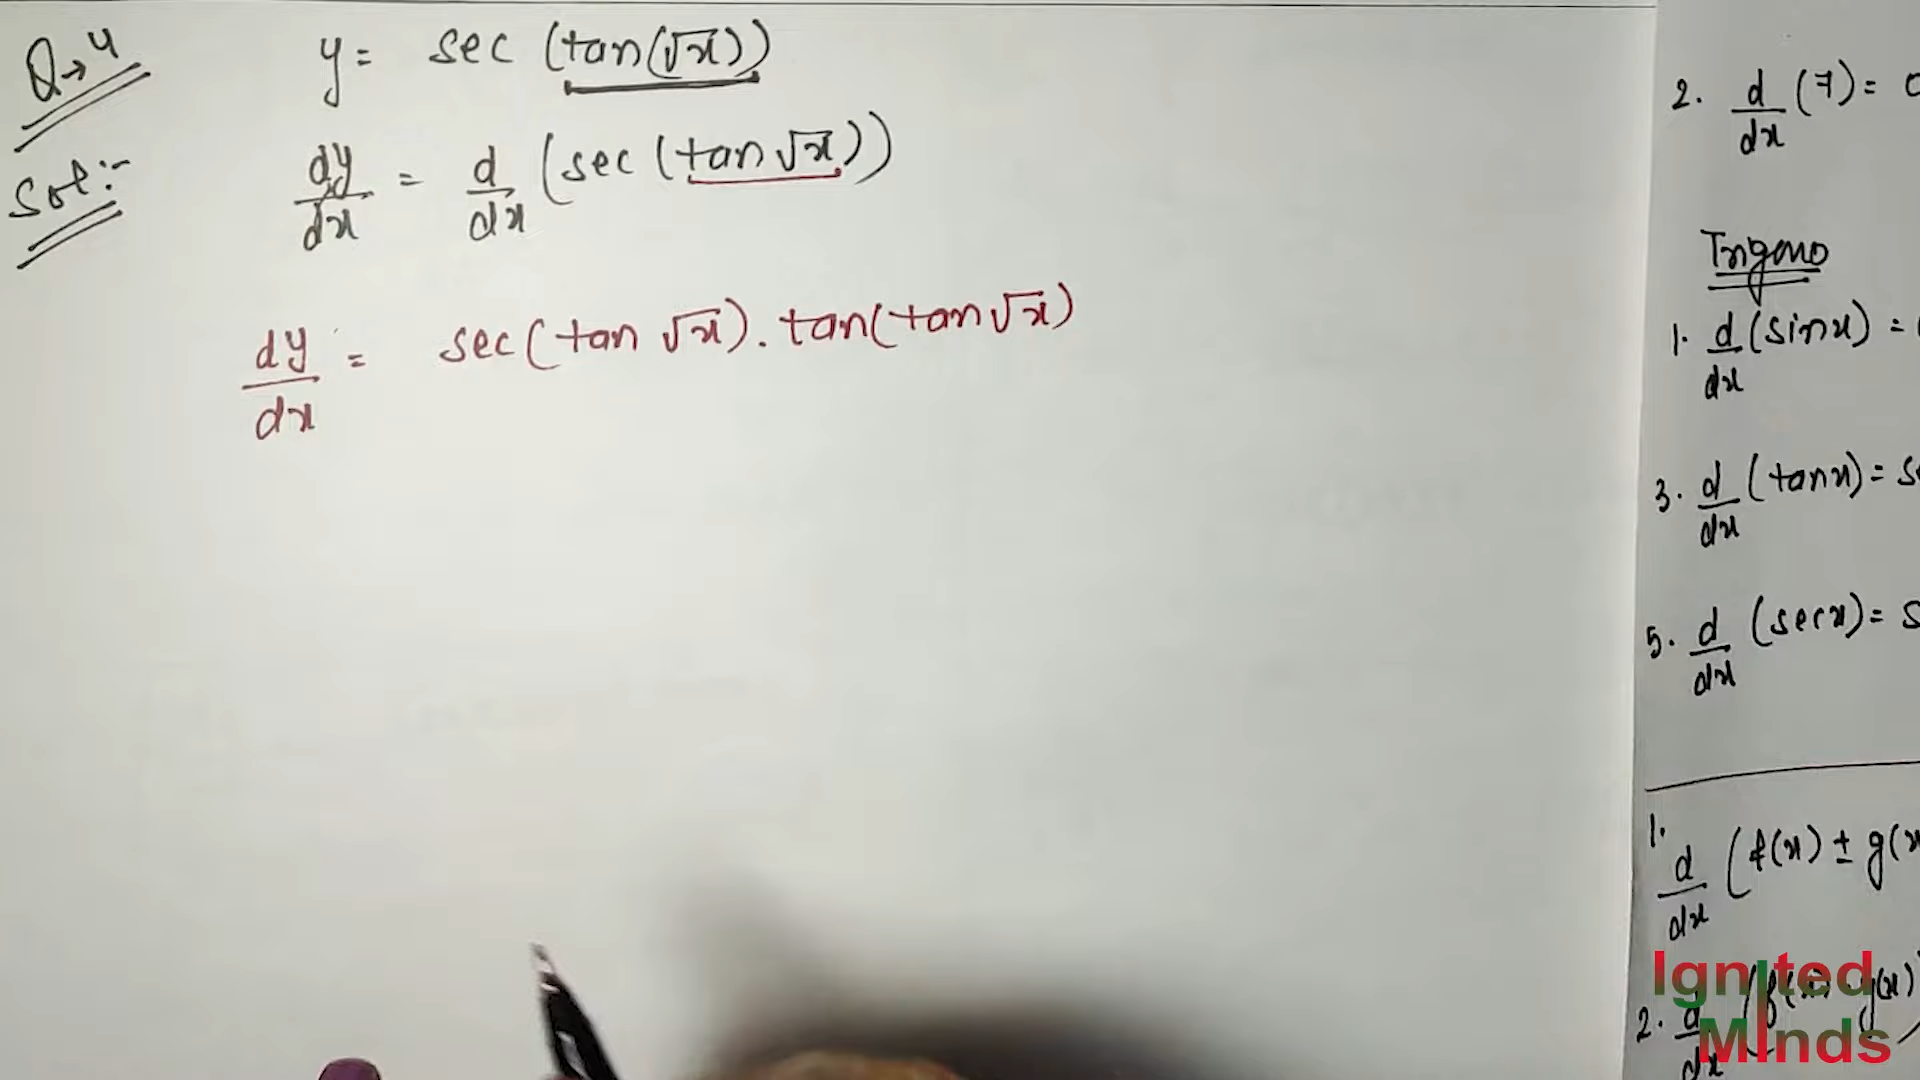 Q→4 y = sec (tan(√x))
Sol:- dy/dx = d/dx (sec (tan √x))
dy/dx = sec(tan √x). tan(tan √x)
2. d/dx (7) = 0
Trigono
1. d/dx (sinx) =
3. d/dx (tanx) = s
5. d/dx (secx) = s
1. d/dx (f(x) ± g(x
2. d/dx (f(x) g(x)
Ignited
Minds